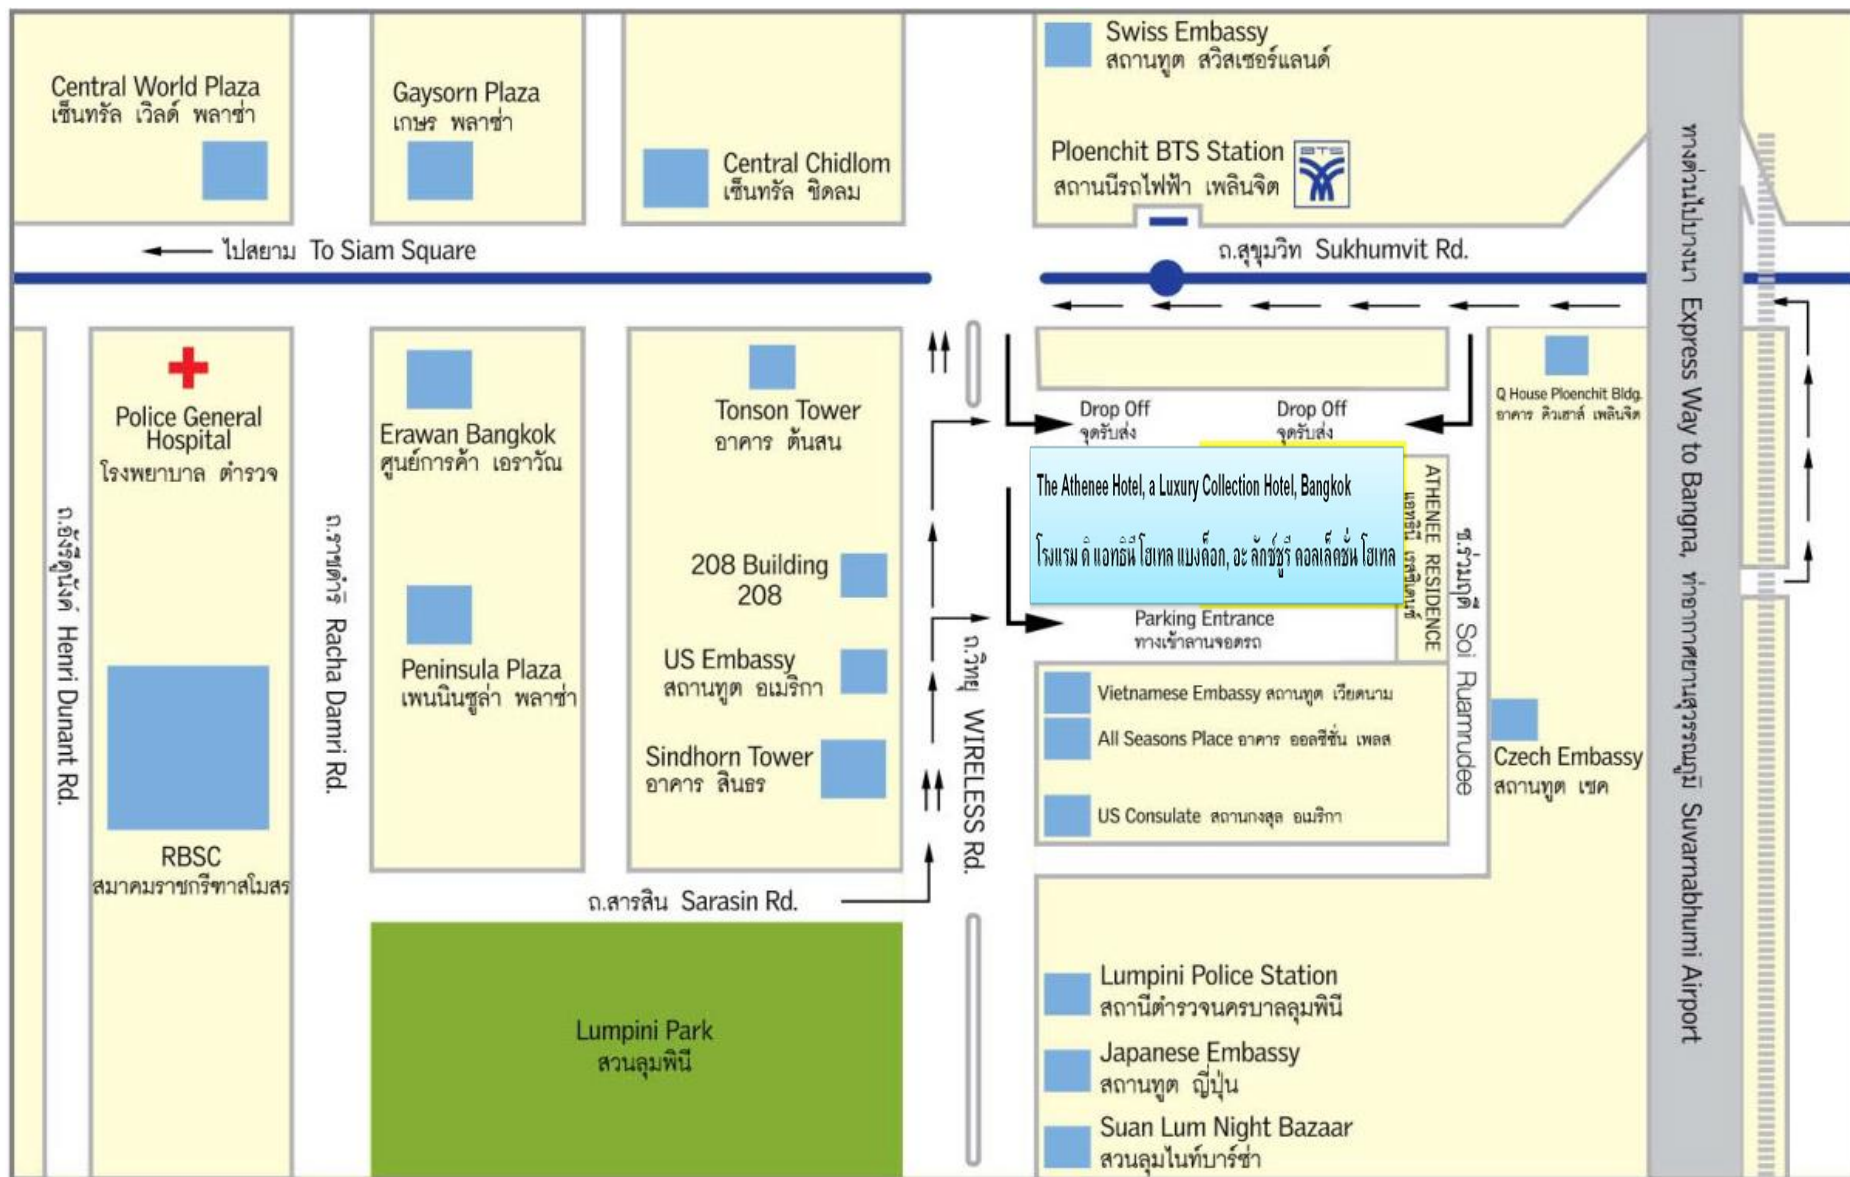 Swiss Embassy
สถานทูต สวิสเซอร์แลนด์
Central World Plaza
เซ็นทรัล เวิลด์ พลาซ่า
Gaysorn Plaza
เกษร พลาซ่า
Central Chidlom
เซ็นทรัล ชิดลม
Ploenchit BTS Station
สถานนีรถไฟฟ้า เพลินจิต
BTS
ไปสยาม To Siam Square
ถ.สุขุมวิท Sukhumvit Rd.
Police General
Hospital
โรงพยาบาล ตำรวจ
Erawan Bangkok
ศูนย์การค้า เอราวัณ
Tonson Tower
อาคาร ต้นสน
Drop Off
จุดรับส่ง
Drop Off
จุดรับส่ง
Q House Ploenchit Bldg.
อาคาร คิวเฮาส์ เพลินจิต
The Athenee Hotel, a Luxury Collection Hotel, Bangkok
โรงแรม ดิ แอทธินี โฮเทล แบงค็อก, อะ ลักซ์ชูรี คอลเล็คชั่น โฮเทล
ATHENEE RESIDENCE
แอทธินี เรสซิเดนซ์
ซ.ร่วมฤดี Soi Ruamrudee
ทางด่วนไปบางนา Express Way to Bangna, ท่าอากาศยานสุวรรณภูมิ Suvarnabhumi Airport
ถ.อังรีดูนังต์ Henri Dunant Rd.
ถ.ราชดำริ Racha Damri Rd.
208 Building
208
US Embassy
สถานทูต อเมริกา
Peninsula Plaza
เพนนินซูล่า พลาซ่า
Sindhorn Tower
อาคาร สินธร
ถ.วิทยุ WIRELESS Rd.
Parking Entrance
ทางเข้าลานจอดรถ
Vietnamese Embassy สถานทูต เวียดนาม
All Seasons Place อาคาร ออลซีซั่น เพลส
US Consulate สถานกงสุล อเมริกา
Czech Embassy
สถานทูต เชค
RBSC
สมาคมราชกรีฑาสโมสร
ถ.สารสิน Sarasin Rd.
Lumpini Park
สวนลุมพินี
Lumpini Police Station
สถานีตำรวจนครบาลลุมพินี
Japanese Embassy
สถานทูต ญี่ปุ่น
Suan Lum Night Bazaar
สวนลุมไนท์บาร์ซ่า